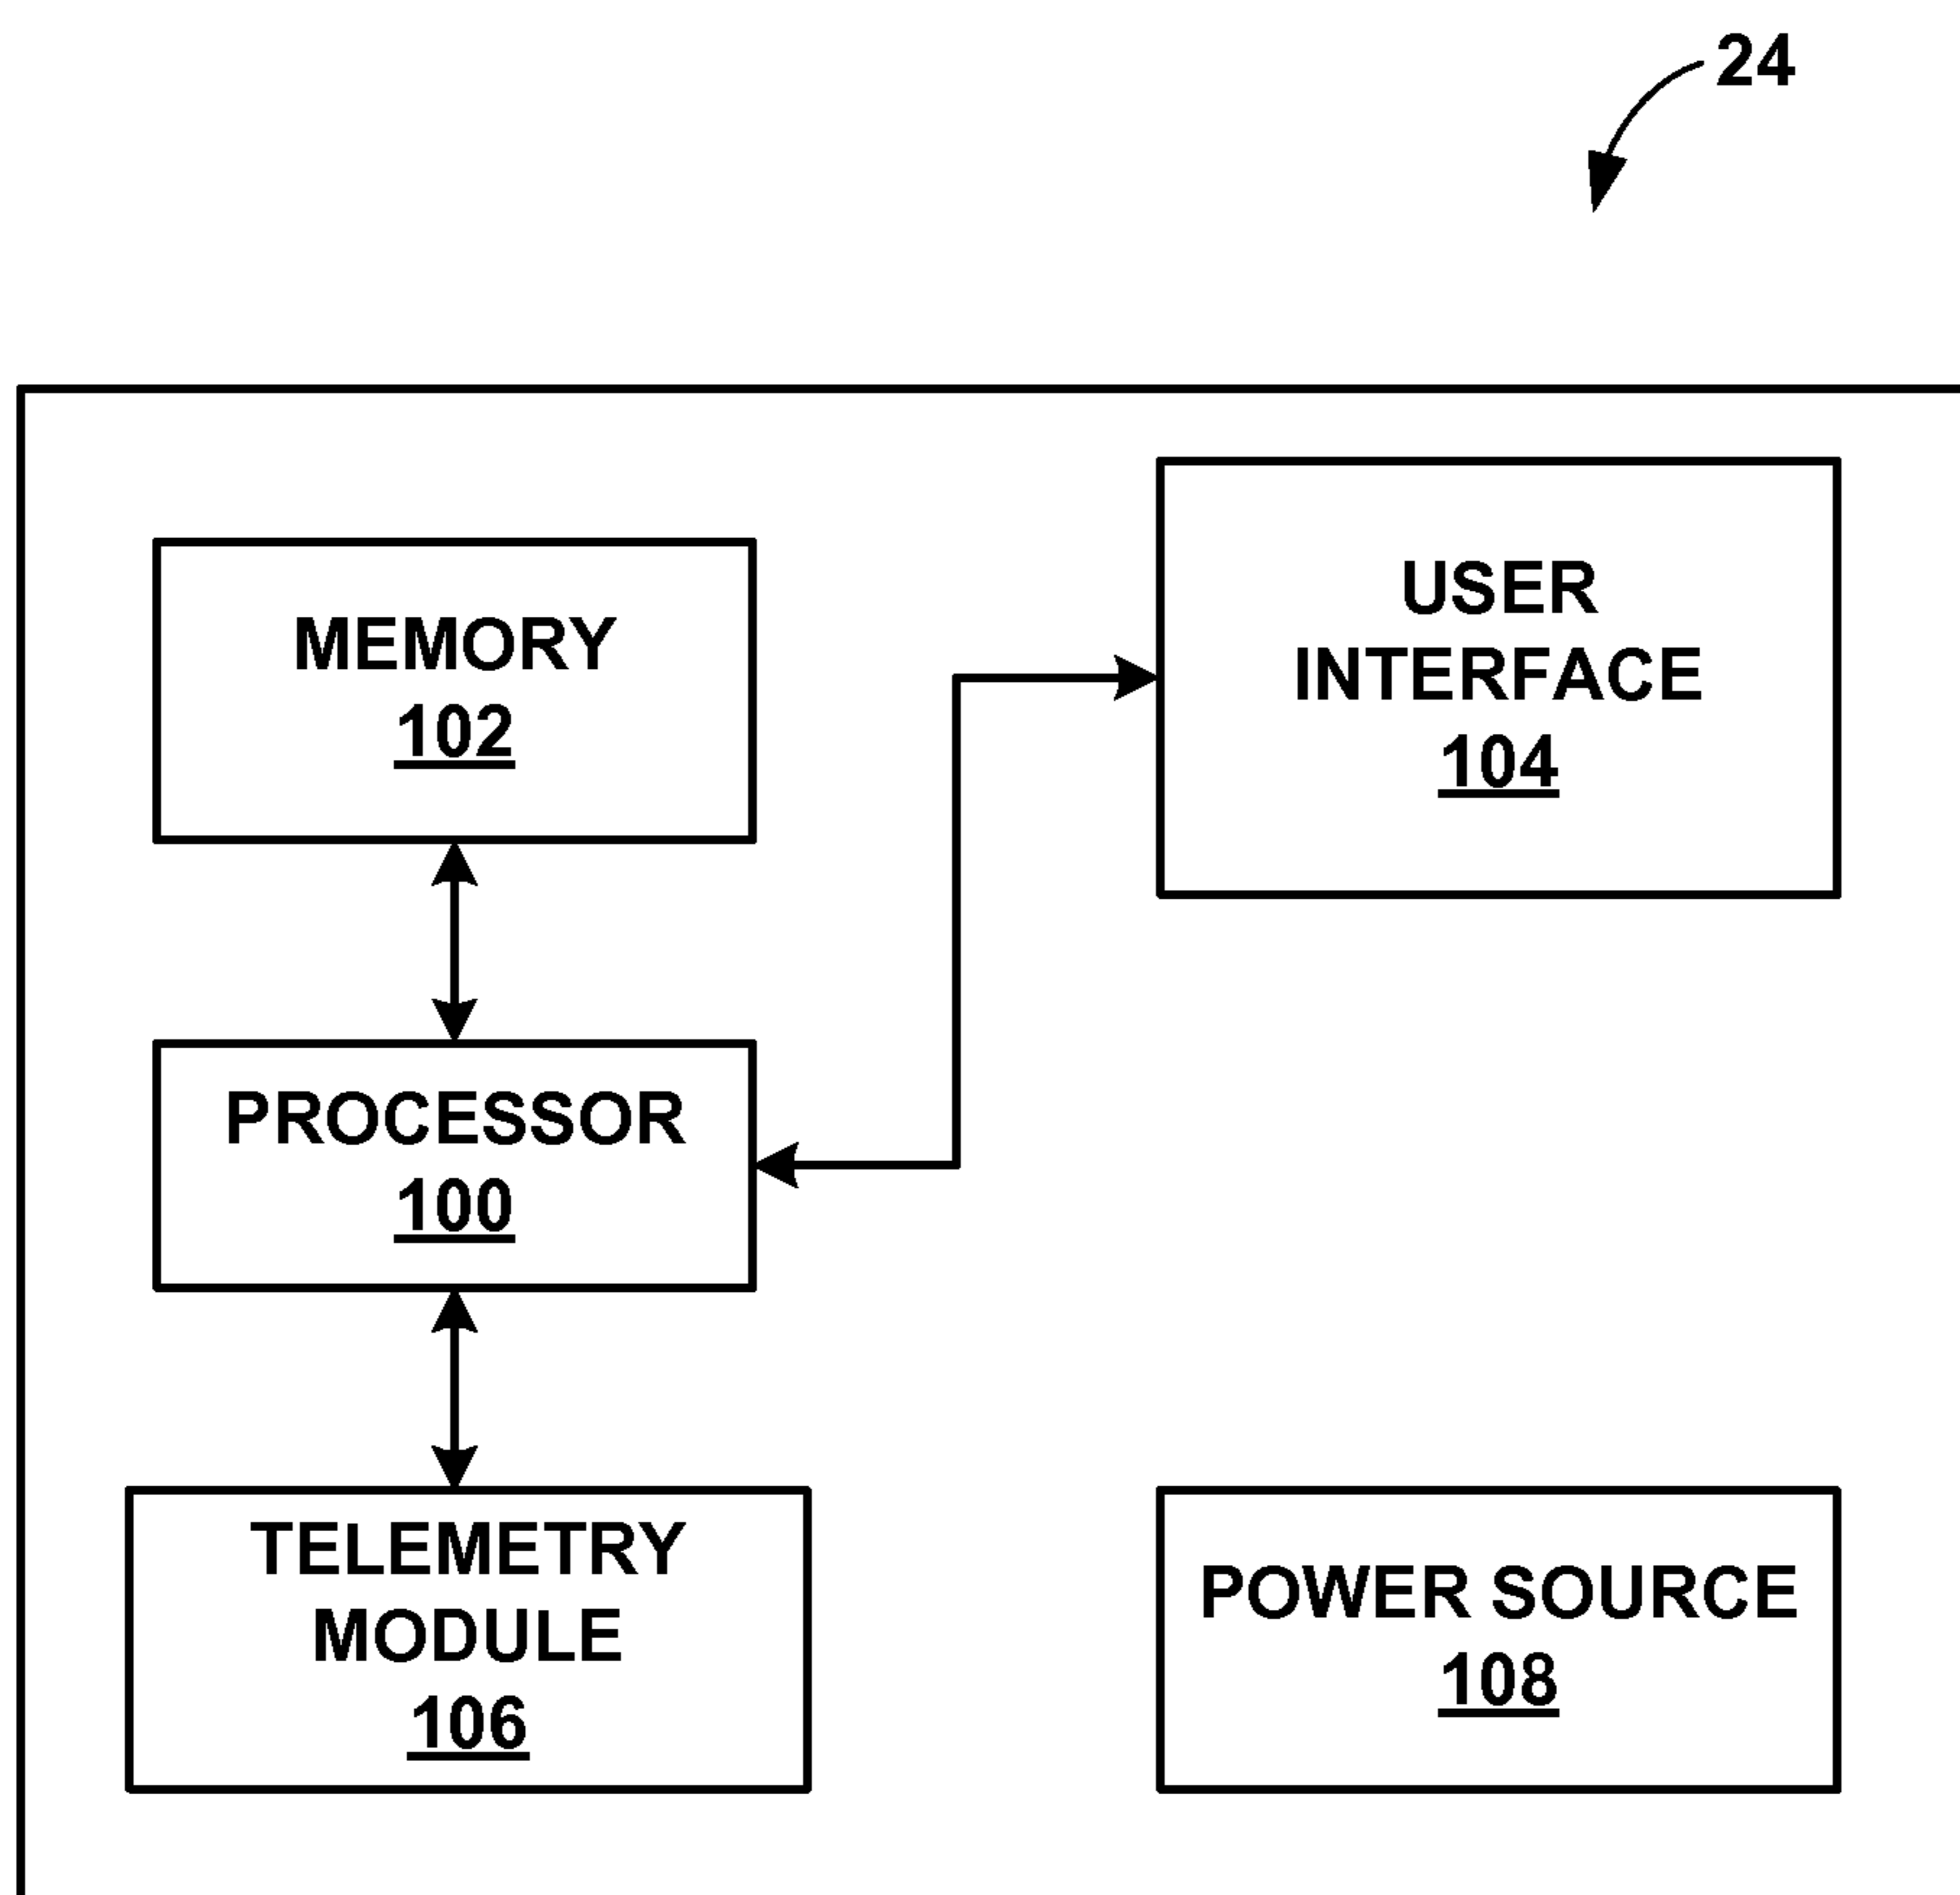 24
MEMORY
102
USER
INTERFACE
104
PROCESSOR
100
TELEMETRY
MODULE
106
POWER SOURCE
108